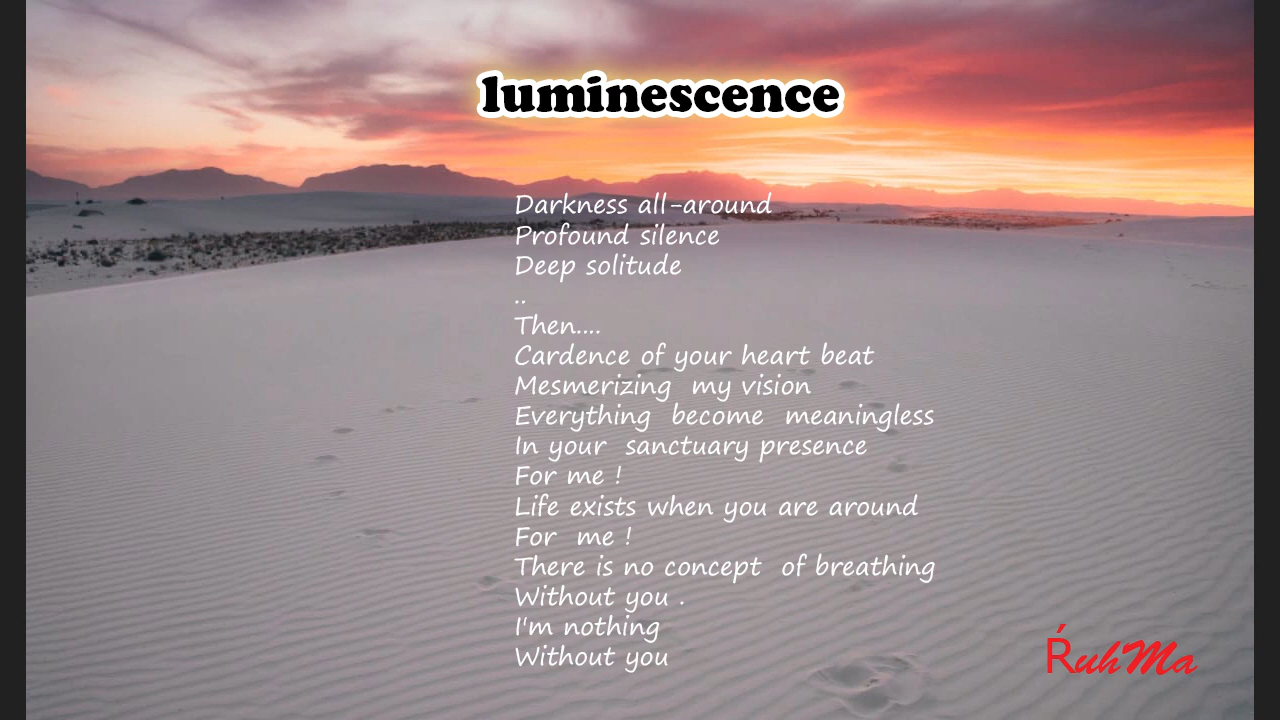 luminescence
Darkness all-around
Profound silence
Deep solitude
..
Then....
Cardence of your heart beat
Mesmerizing my vision
Everything become meaningless
In your sanctuary presence
For me !
Life exists when you are around
For me !
There is no concept of breathing
Without you .
I'm nothing
Without you
ŔuhMa